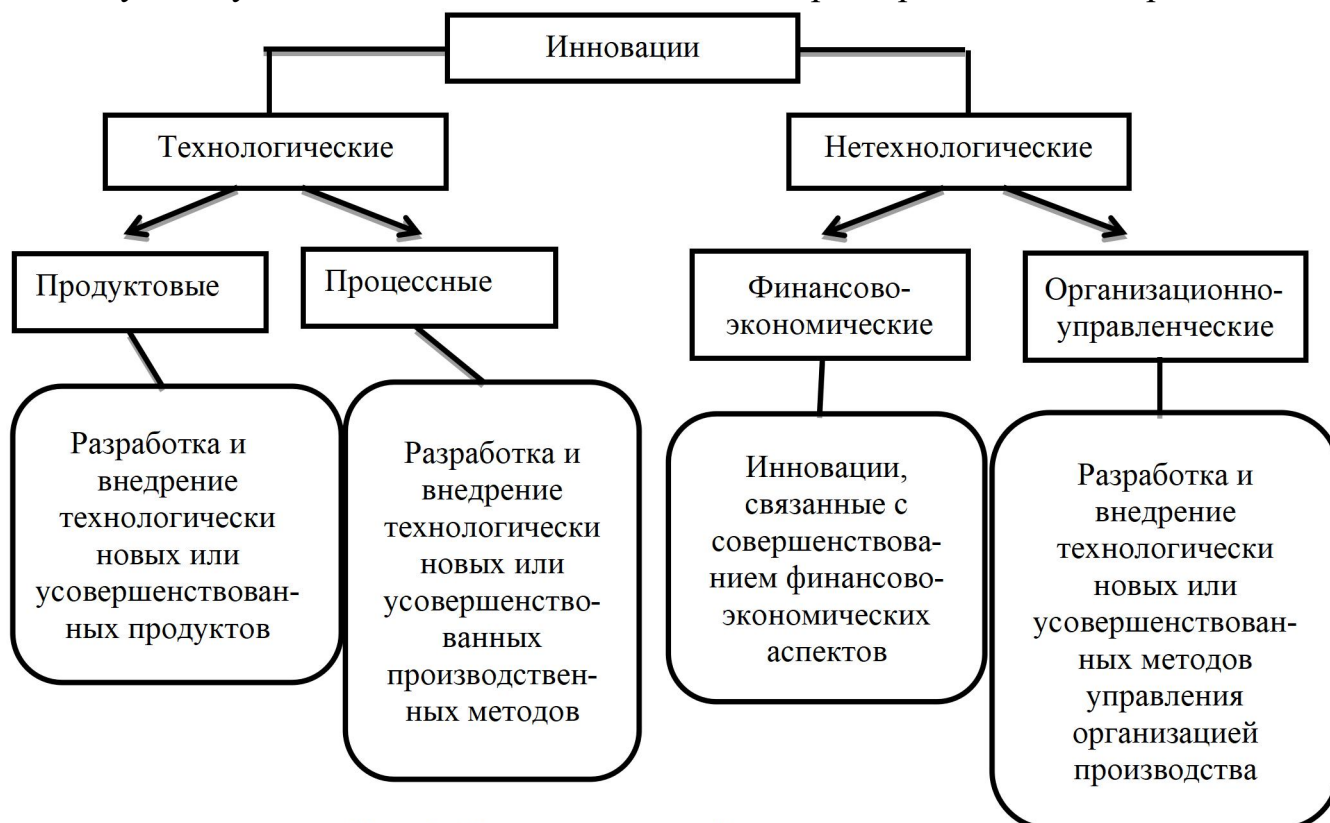 Инновации
Технологические
Нетехнологические
Продуктовые
Процессные
Финансово-
экономические
Организационно-
управленческие
Разработка и
внедрение
технологически
новых или
усовершенствован-
ных продуктов
Разработка и
внедрение
технологически
новых или
усовершенство-
ванных
производствен-
ных методов
Инновации,
связанные с
совершенствова-
нием финансово-
экономических
аспектов
Разработка и
внедрение
технологически
новых или
усовершенствован-
ных методов
управления
организацией
производства